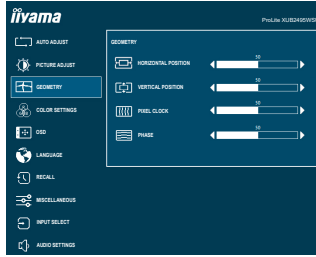 iiyama
ProLite XUB2495WSU
AUTO ADJUST
PICTURE ADJUST
GEOMETRY
COLOR SETTINGS
OSD
LANGUAGE
RECALL
MISCELLANEOUS
INPUT SELECT
AUDIO SETTINGS
GEOMETRY
HORIZONTAL POSITION
50
VERTICAL POSITION
50
PIXEL CLOCK
50
PHASE
50